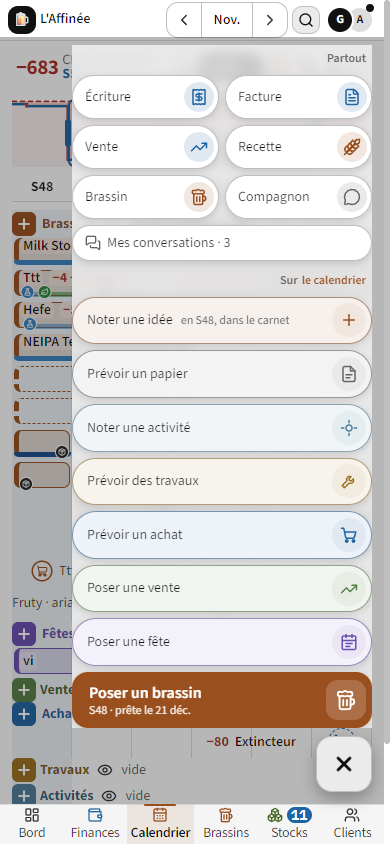 L'Affinée
Nov.
G
A
−683
Partout
Écriture
Facture
Vente
Recette
Brassin
Compagnon
Mes conversations · 3
S48
Sur le calendrier
Noter une idée en S48, dans le carnet
Prévoir un papier
Noter une activité
Prévoir des travaux
Prévoir un achat
Poser une vente
Poser une fête
Poser un brassin
S48 · prête le 21 déc.
Brass
Milk Sto
Ttt −4
Hefe
NEIPA Te
Tt
Fruty · aria
Fêtes
vi
Vente
Acha
−80 Extincteur
Travaux vide
Activités vide
Bord
Finances
Calendrier
Brassins
11
Stocks
Clients